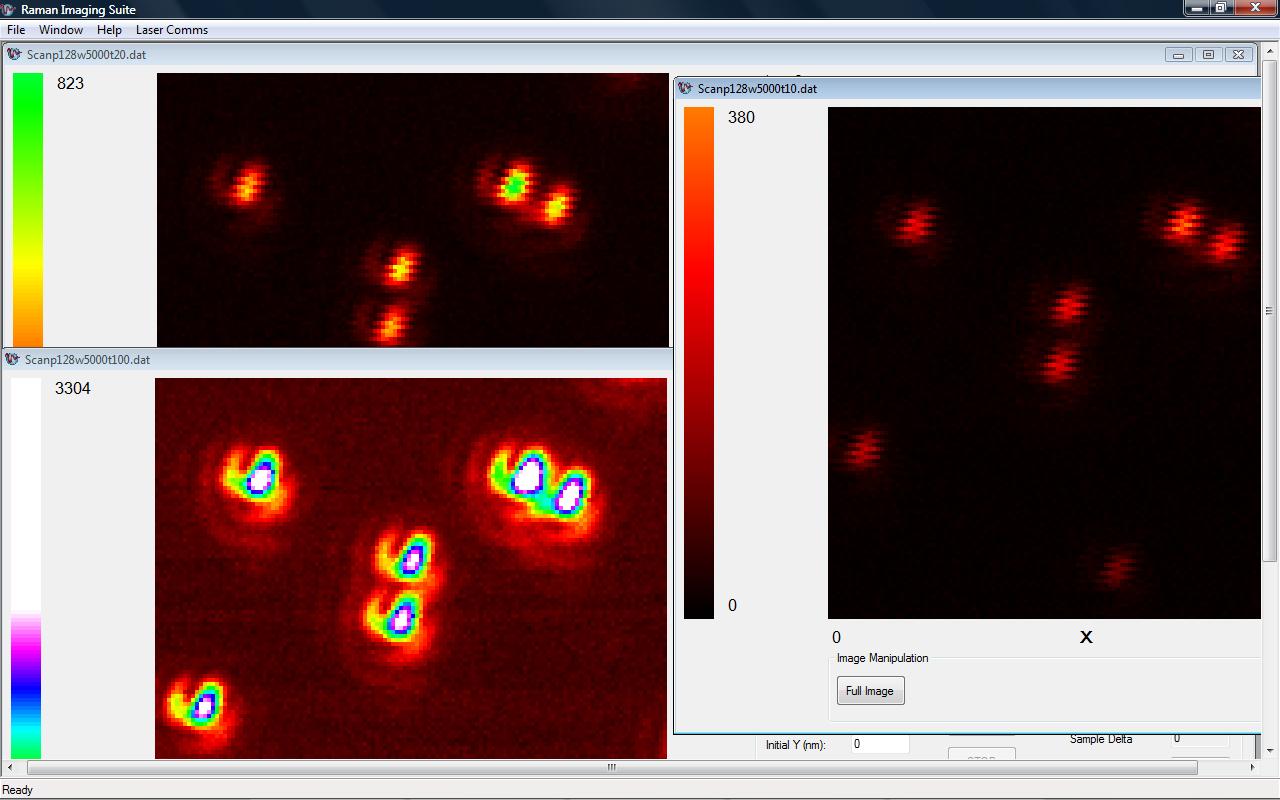 Raman Imaging Suite
File Window Help Laser Comms
Scanp128w5000t20.dat
823
Scanp128w5000t10.dat
380
0
0
X
Image Manipulation
Full Image
Scanp128w5000t100.dat
3304
Initial Y (nm):
0
Sample Delta
0
Ready